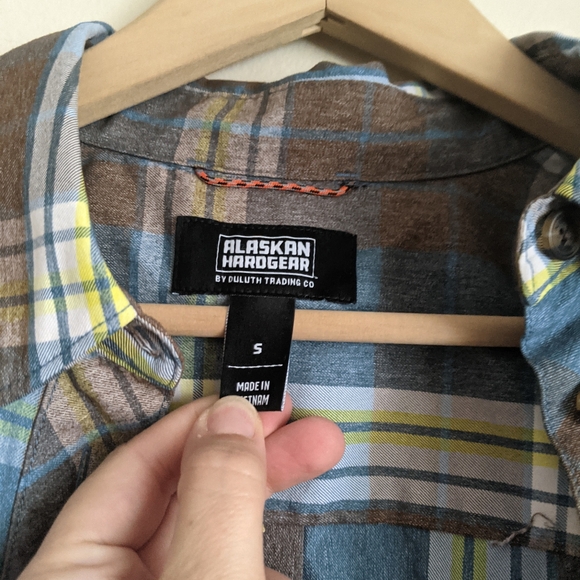 ALASKAN
HARDGEAR
BY DULUTH TRADING CO
S
MADE IN